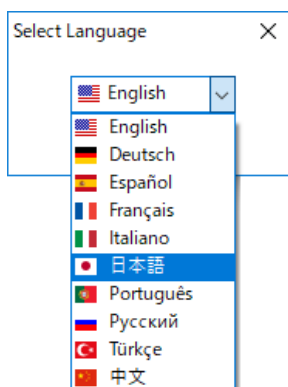 Select Language
English
English
Deutsch
Español
Français
Italiano
日本語
Português
Русский
Türkçe
中文